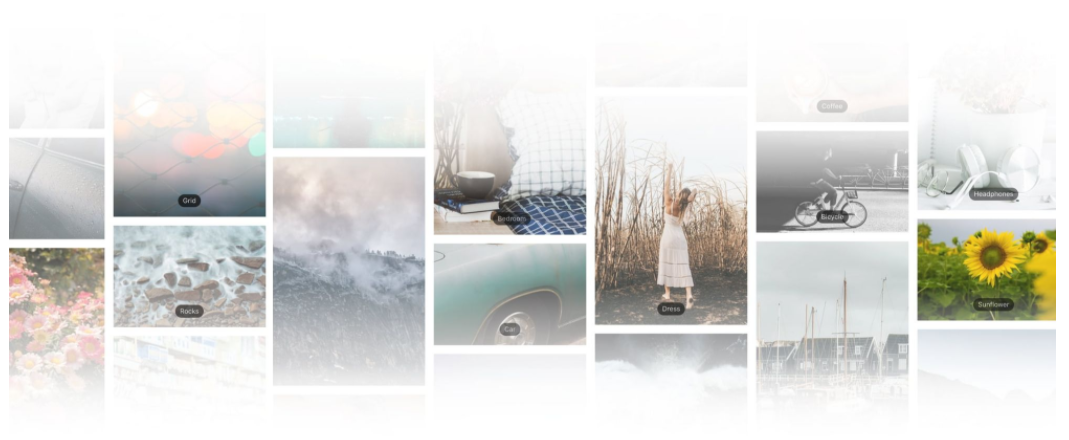 Coffee
Headphones
Grid
Bedroom
Bicycle
Rocks
Dress
Sunflower
Car